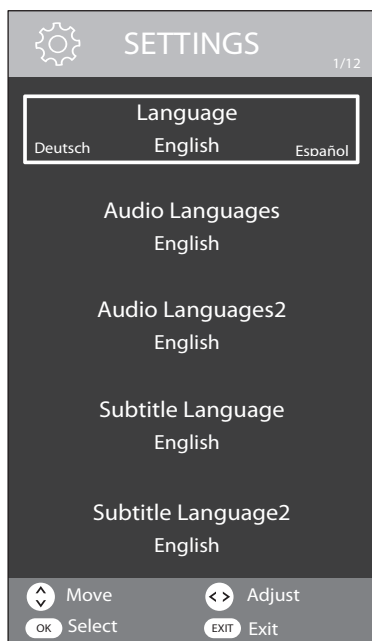 SETTINGS
1/12
Language
Deutsch English Español
Audio Languages
English
Audio Languages2
English
Subtitle Language
English
Subtitle Language2
English
Move Adjust
OK Select EXIT Exit